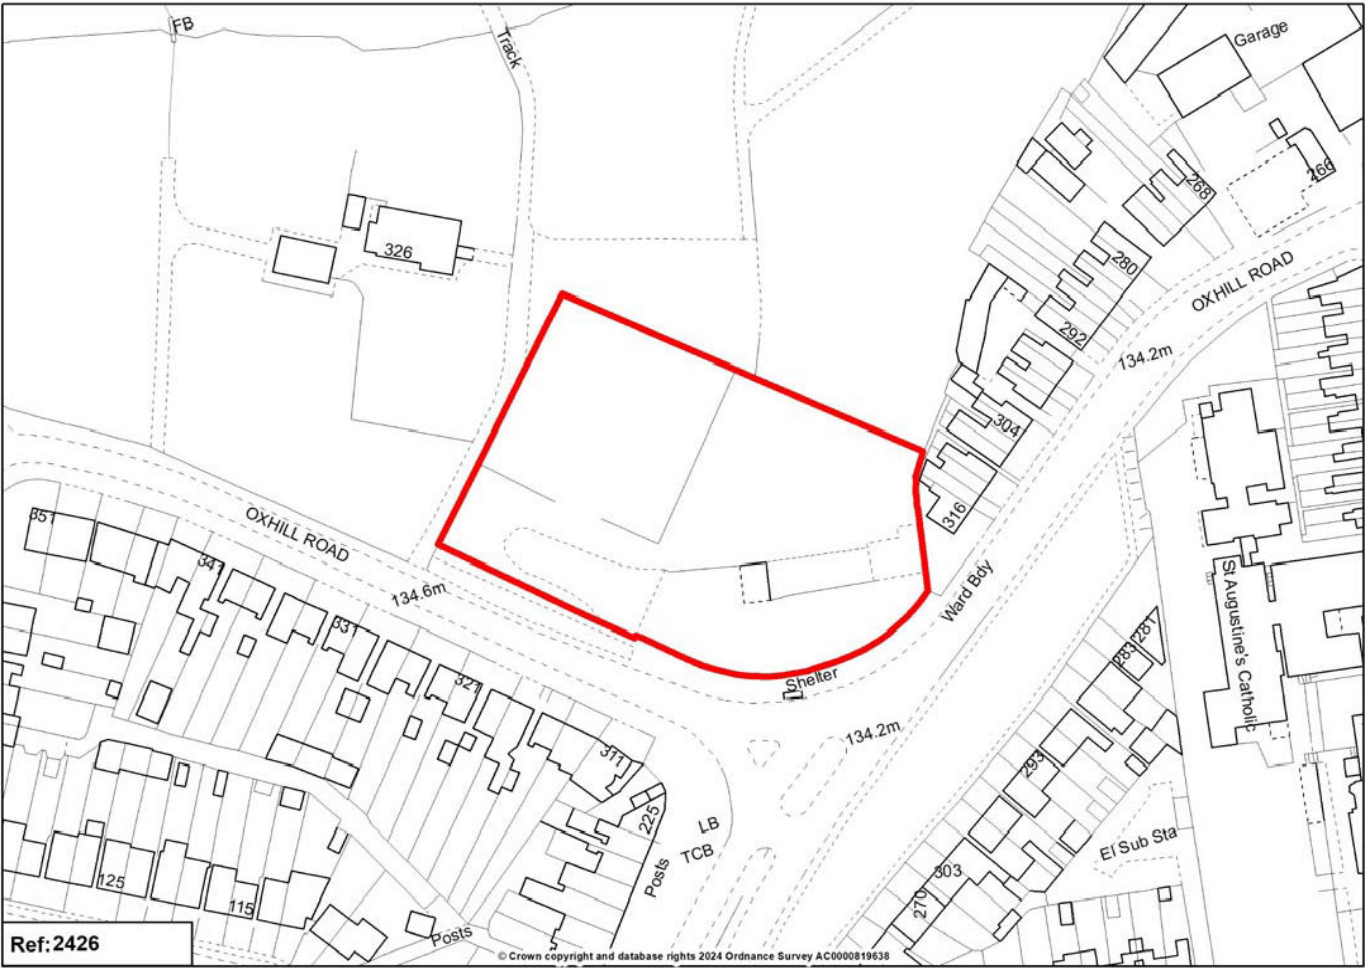 FB
Track
Garage
266
268
326
280
OXHILL ROAD
292
134.2m
304
316
351
OXHILL ROAD
341
134.6m
Ward Bdy
331
St Augustine's Catholic
281
283
321
Shelter
134.2m
311
293
225
LB
TCB
El Sub Sta
Posts
303
125
270
115
Posts
Ref:2426
© Crown copyright and database rights 2024 Ordnance Survey AC0000819638